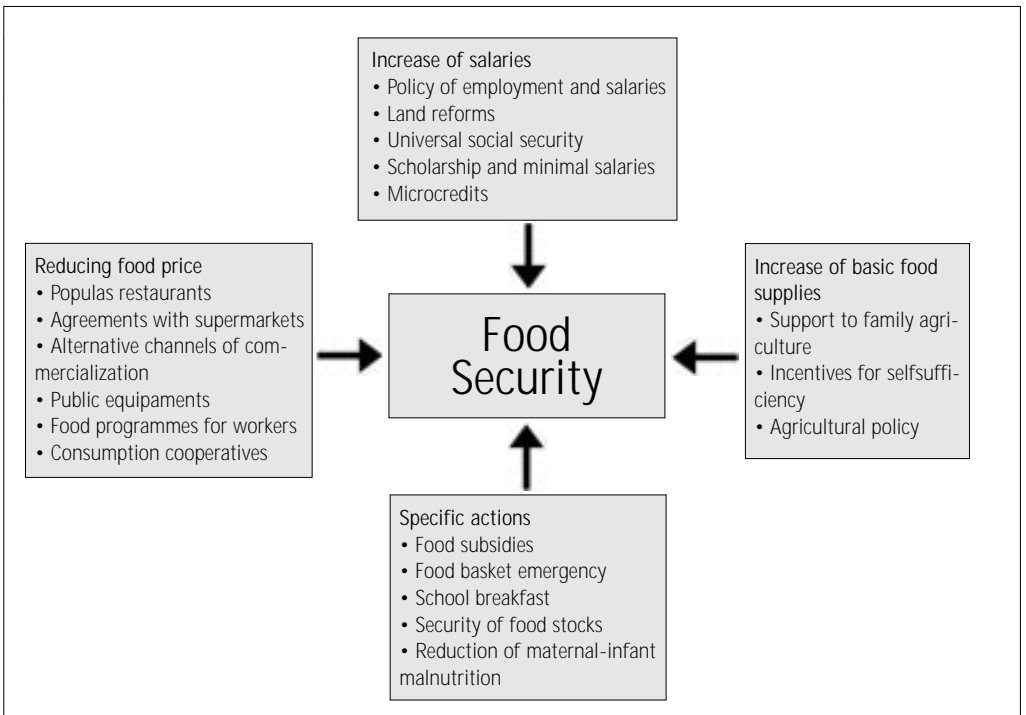 Increase of salaries
• Policy of employment and salaries
• Land reforms
• Universal social security
• Scholarship and minimal salaries
• Microcredits
Reducing food price
• Populas restaurants
• Agreements with supermarkets
• Alternative channels of com-
mercialization
• Public equipaments
• Food programmes for workers
• Consumption cooperatives
Food
Security
Increase of basic food
supplies
• Support to family agri-
culture
• Incentives for selfsuffi-
ciency
• Agricultural policy
Specific actions
• Food subsidies
• Food basket emergency
• School breakfast
• Security of food stocks
• Reduction of maternal-infant
malnutrition